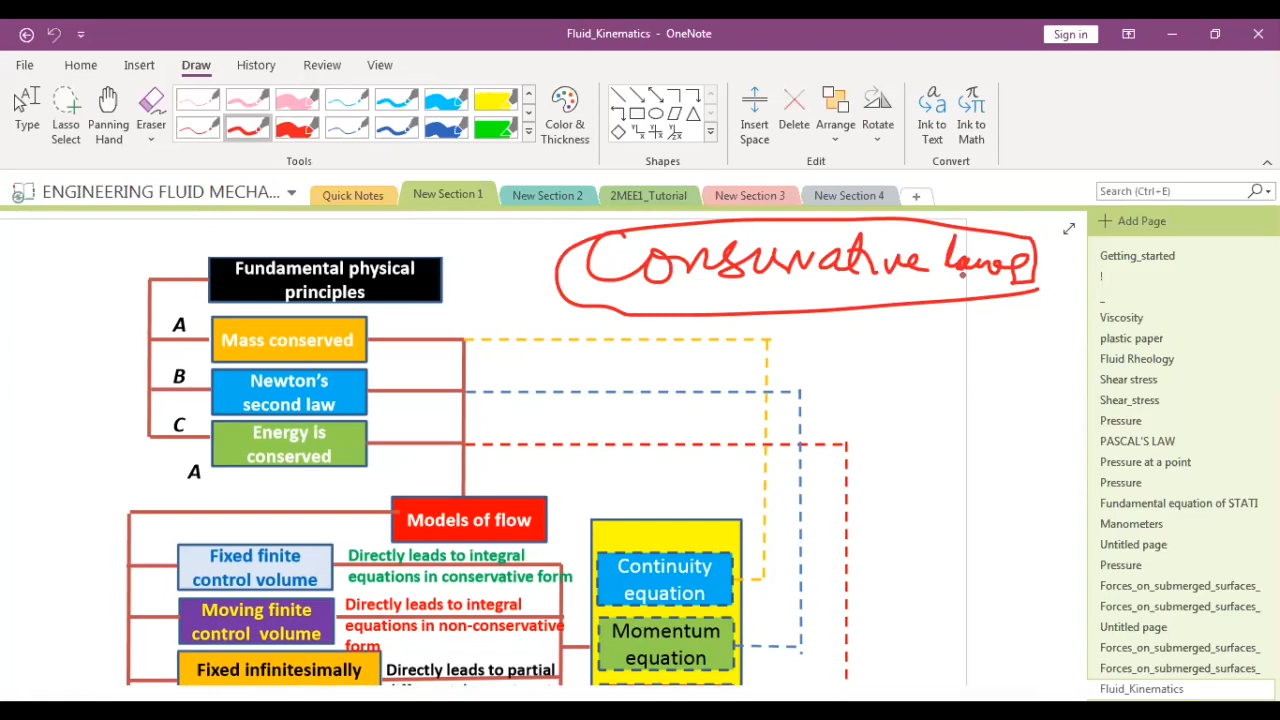 Fluid_Kinematics - OneNote
Sign in
File
Home
Insert
Draw
History
Review
View
Type
Lasso
Select
Panning
Hand
Eraser
Color &
Thickness
Insert
Space
Delete
Arrange
Rotate
Ink to
Text
Ink to
Math
Tools
Shapes
Edit
Convert
ENGINEERING FLUID MECHA...
Quick Notes
New Section 1
New Section 2
2MEE1_Tutorial
New Section 3
New Section 4
Search (Ctrl+E)
Add Page
Getting_started
!
_
Viscosity
plastic paper
Fluid Rheology
Shear stress
Shear_stress
Pressure
PASCAL'S LAW
Pressure at a point
Pressure
Fundamental equation of STATI
Manometers
Untitled page
Pressure
Forces_on_submerged_surfaces_
Forces_on_submerged_surfaces_
Untitled page
Forces_on_submerged_surfaces_
Forces_on_submerged_surfaces_
Fluid_Kinematics
Conservative laws
Fundamental physical
principles
A
Mass conserved
B
Newton's
second law
C
Energy is
conserved
A
Models of flow
Fixed finite
control volume
Directly leads to integral
equations in conservative form
Moving finite
control volume
Directly leads to integral
equations in non-conservative
form
Fixed infinitesimally
Directly leads to partial
Continuity
equation
Momentum
equation